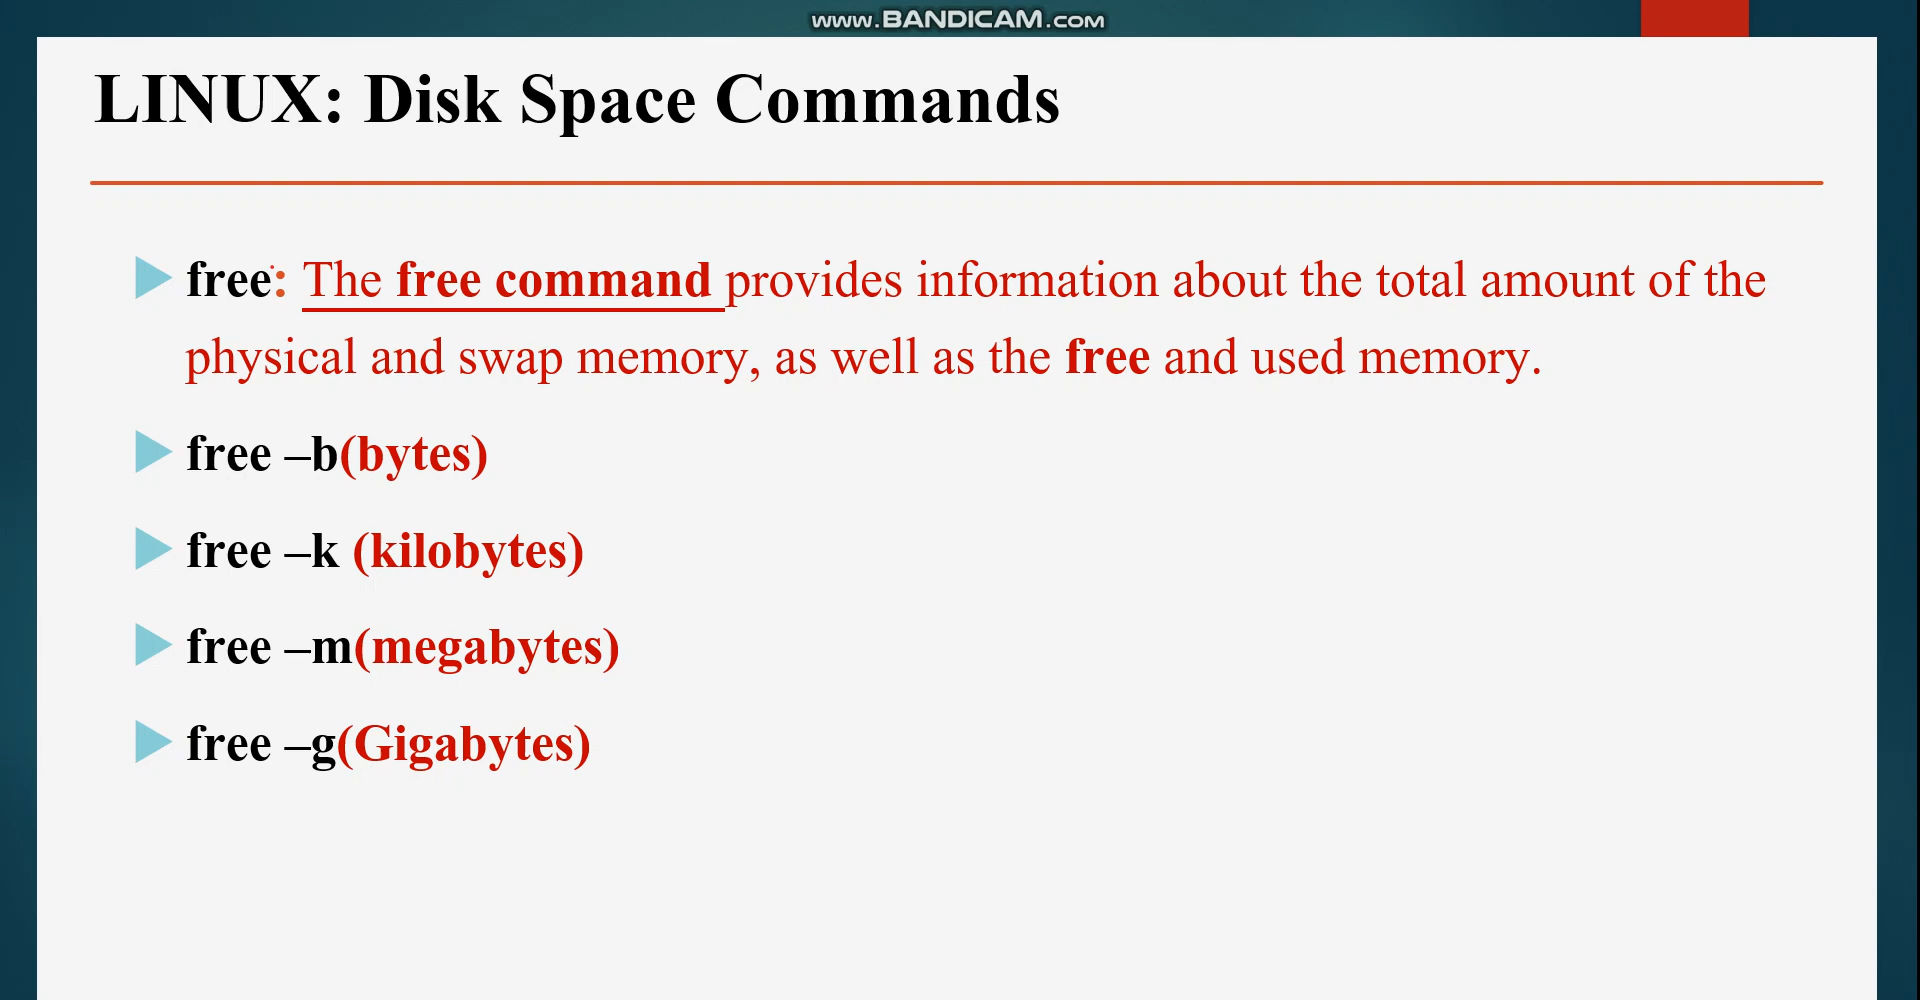 www.BANDICAM.com
LINUX: Disk Space Commands
free: The free command provides information about the total amount of the
physical and swap memory, as well as the free and used memory.
free –b(bytes)
free –k (kilobytes)
free –m(megabytes)
free –g(Gigabytes)